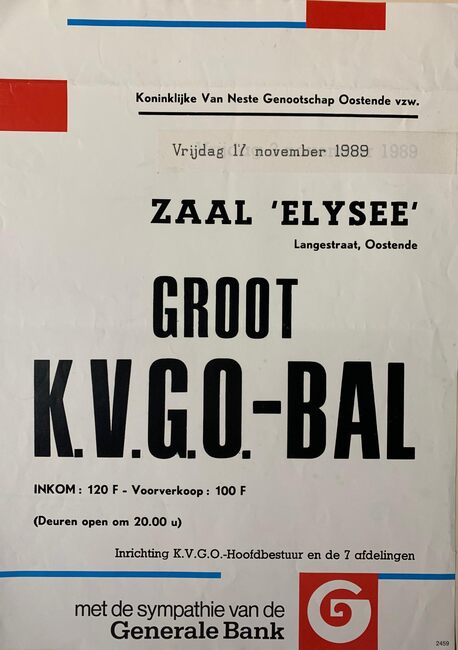 Koninklijke Van Neste Genootschap Oostende vzw.
Vrijdag 17 november 1989
1989
ZAAL 'ELYSEE'
Langestraat, Oostende
GROOT
K.V.G.O.-BAL
INKOM : 120 F - Voorverkoop : 100 F
(Deuren open om 20.00 u)
Inrichting K.V.G.O.-Hoofdbestuur en de 7 afdelingen
met de sympathie van de
Generale Bank
G
2459